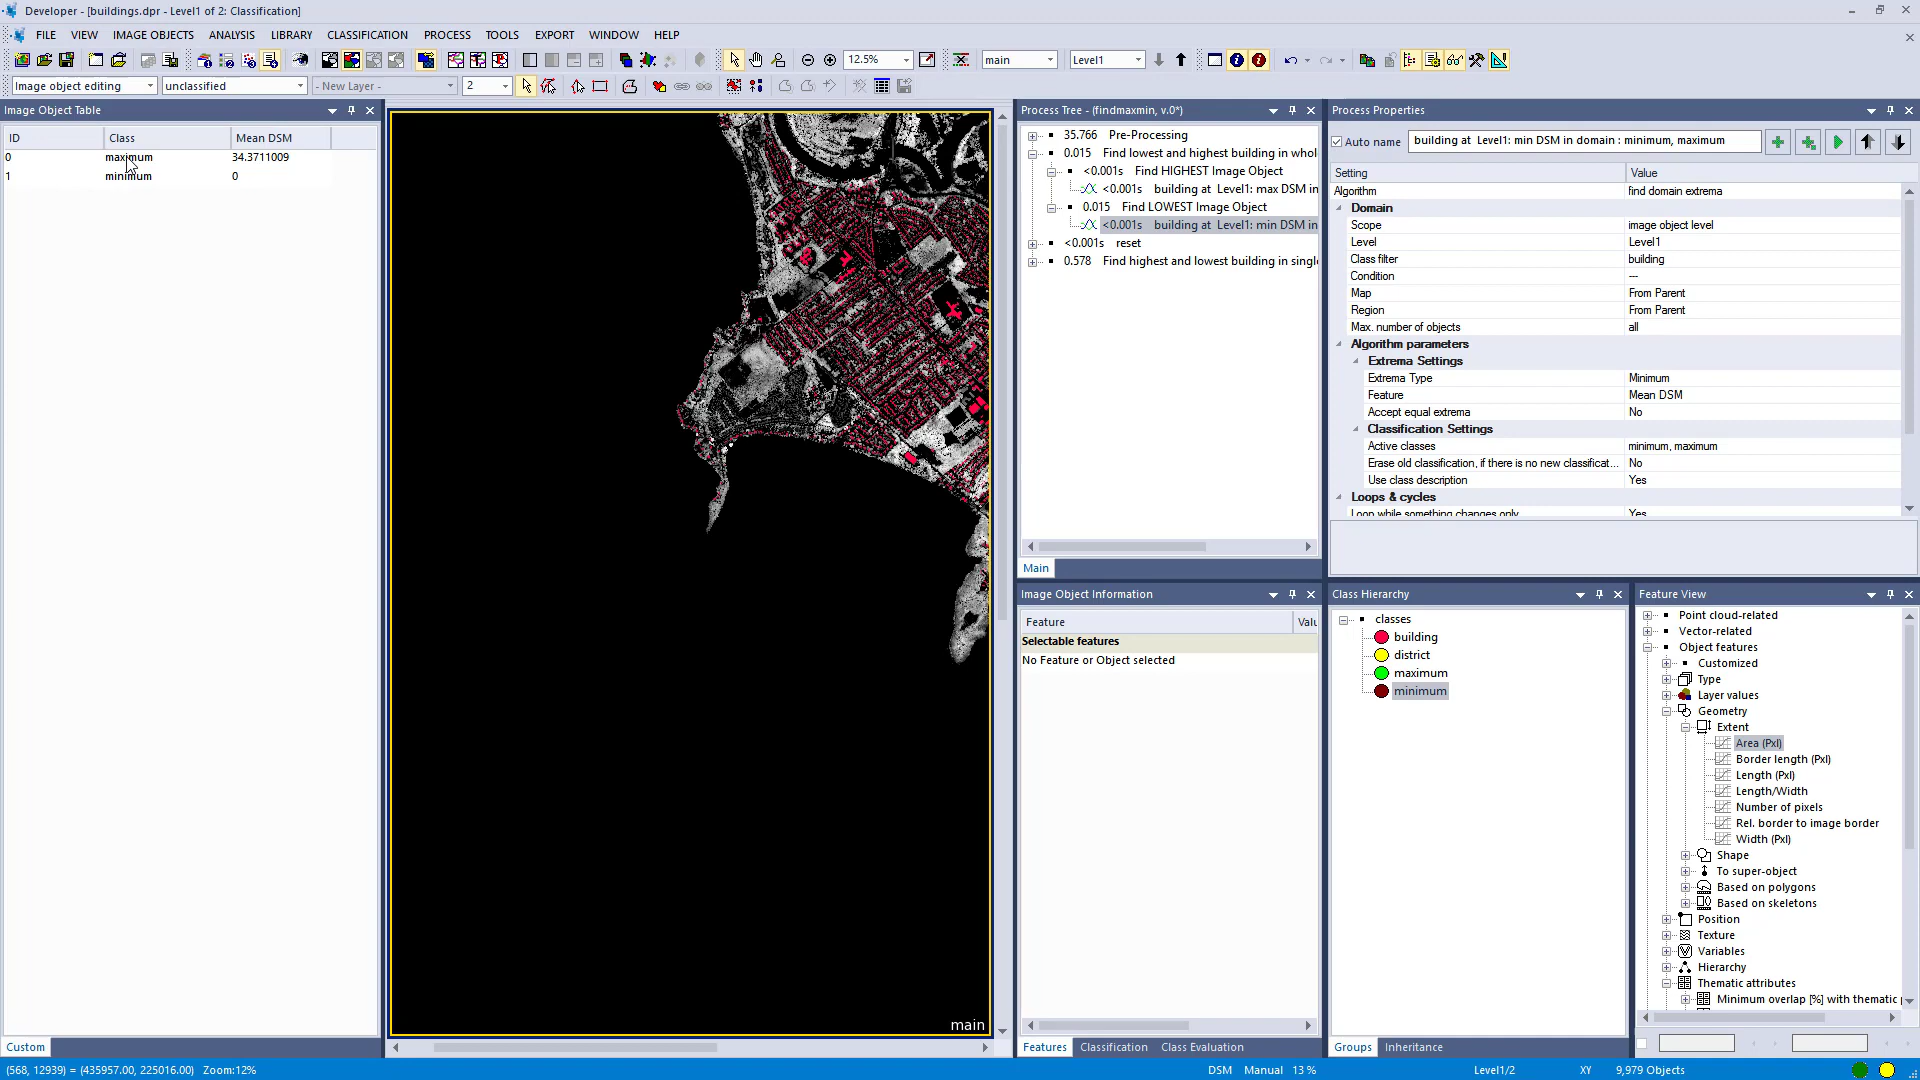 Developer - [buildings.dpr - Level1 of 2: Classification]
FILE VIEW IMAGE OBJECTS ANALYSIS LIBRARY CLASSIFICATION PROCESS TOOLS EXPORT WINDOW HELP
12.5% main Level1
Image object editing unclassified - New Layer - 2
Image Object Table
ID Class Mean DSM
0 maximum 34.3711009
1 minimum 0
Custom
main
Process Tree - (findmaxmin, v.0*)
35.766 Pre-Processing
0.015 Find lowest and highest building in whol
<0.001s Find HIGHEST Image Object
<0.001s building at Level1: max DSM in
0.015 Find LOWEST Image Object
<0.001s building at Level1: min DSM in
<0.001s reset
0.578 Find highest and lowest building in singl
Main
Process Properties
Auto name building at Level1: min DSM in domain : minimum, maximum
Setting Value
Algorithm find domain extrema
Domain
Scope image object level
Level Level1
Class filter building
Condition ---
Map From Parent
Region From Parent
Max. number of objects all
Algorithm parameters
Extrema Settings
Extrema Type Minimum
Feature Mean DSM
Accept equal extrema No
Classification Settings
Active classes minimum, maximum
Erase old classification, if there is no new classificat... No
Use class description Yes
Loops & cycles
Loop while something changes only Yes
Image Object Information
Feature Valu
Selectable features
No Feature or Object selected
Features Classification Class Evaluation
Class Hierarchy
classes
building
district
maximum
minimum
Groups Inheritance
Feature View
Point cloud-related
Vector-related
Object features
Customized
Type
Layer values
Geometry
Extent
Area (Pxl)
Border length (Pxl)
Length (Pxl)
Length/Width
Number of pixels
Rel. border to image border
Width (Pxl)
Shape
To super-object
Based on polygons
Based on skeletons
Position
Texture
Variables
Hierarchy
Thematic attributes
Minimum overlap [%] with thematic
(568, 12939) = (435957.00, 225016.00) Zoom:12% DSM Manual 13 % Level1/2 XY 9,979 Objects